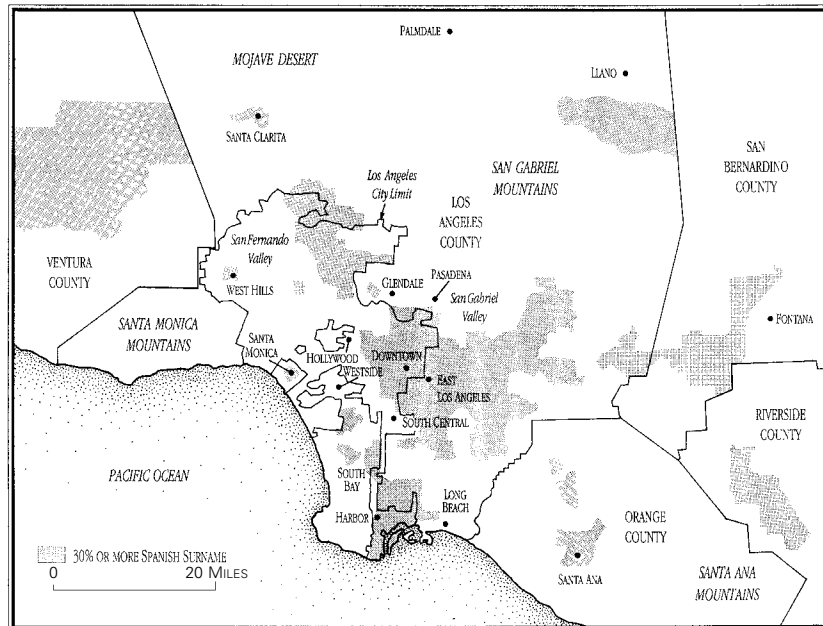 PALMDALE
MOJAVE DESERT
LLANO
SANTA CLARITA
SAN GABRIEL
MOUNTAINS
SAN
BERNARDINO
COUNTY
Los Angeles
City Limit
LOS
ANGELES
COUNTY
San Fernando
Valley
VENTURA
COUNTY
WEST HILLS
GLENDALE
PASADENA
San Gabriel
Valley
FONTANA
SANTA MONICA
MOUNTAINS
SANTA
MONICA
HOLLYWOOD
WESTSIDE
DOWNTOWN
EAST
LOS ANGELES
SOUTH CENTRAL
RIVERSIDE
COUNTY
PACIFIC OCEAN
SOUTH
BAY
HARBOR
LONG
BEACH
ORANGE
COUNTY
SANTA ANA
SANTA ANA
MOUNTAINS
30% OR MORE SPANISH SURNAME
0 20 MILES